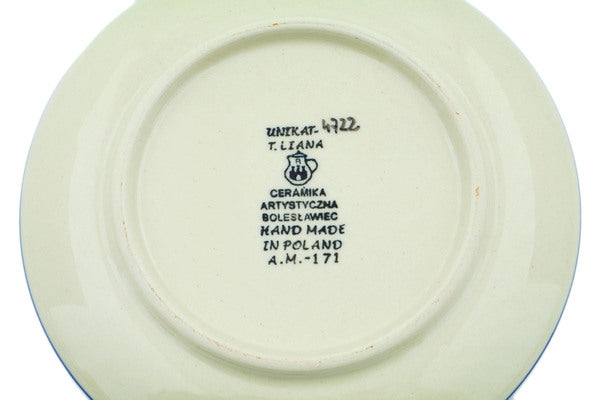 UNIKAT-4722
T. LIANA
B
CERAMIKA
ARTYSTYCZNA
BOLESŁAWIEC
HAND MADE
IN POLAND
A.M.-171